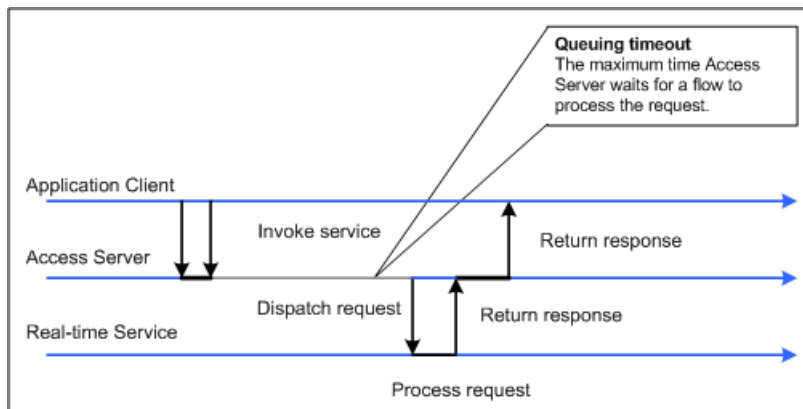 Queuing timeout
The maximum time Access
Server waits for a flow to
process the request.
Application Client
Invoke service
Return response
Access Server
Dispatch request
Return response
Real-time Service
Process request